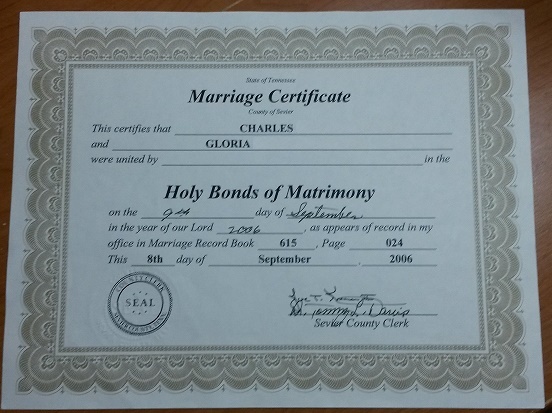 State of Tennessee
Marriage Certificate
County of Sevier
This certifies that CHARLES
and GLORIA
were united by in the
Holy Bonds of Matrimony
on the 9th day of September
in the year of our Lord 2006, as appears of record in my
office in Marriage Record Book 615, Page 024
This 8th day of September, 2006
SEAL
Sevier County Clerk